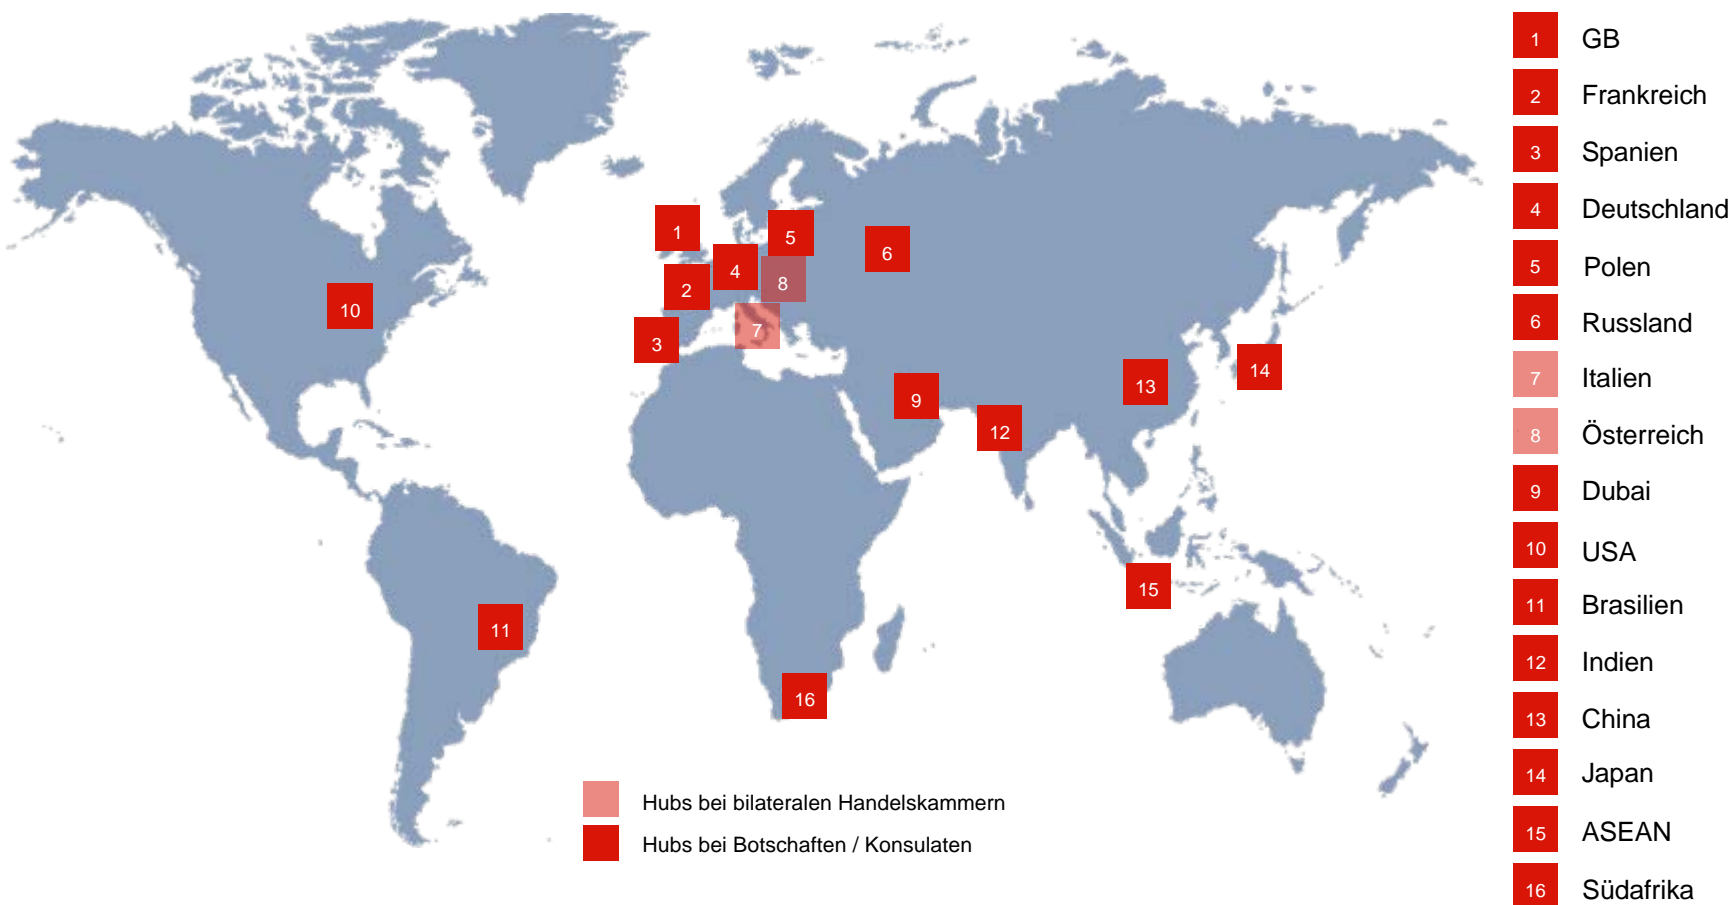 1 GB
2 Frankreich
3 Spanien
4 Deutschland
5 Polen
6 Russland
7 Italien
8 Österreich
9 Dubai
10 USA
11 Brasilien
12 Indien
13 China
14 Japan
15 ASEAN
16 Südafrika
1
5
6
4
8
2
10
7
3
14
13
9
12
15
11
16
Hubs bei bilateralen Handelskammern
Hubs bei Botschaften / Konsulaten